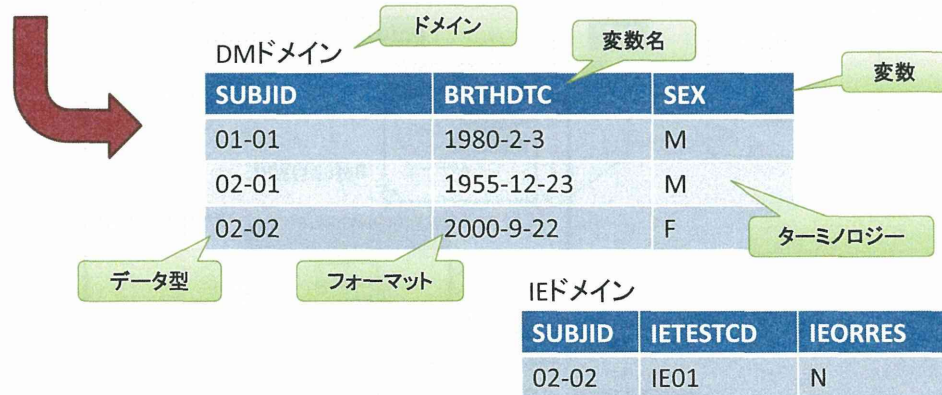 ドメイン
変数名
DMドメイン
変数
SUBJID BRTHDTC SEX
01-01 1980-2-3 M
02-01 1955-12-23 M
02-02 2000-9-22 F
ターミノロジー
データ型
フォーマット
IEドメイン
SUBJID IETESTCD IEORRES
02-02 IE01 N